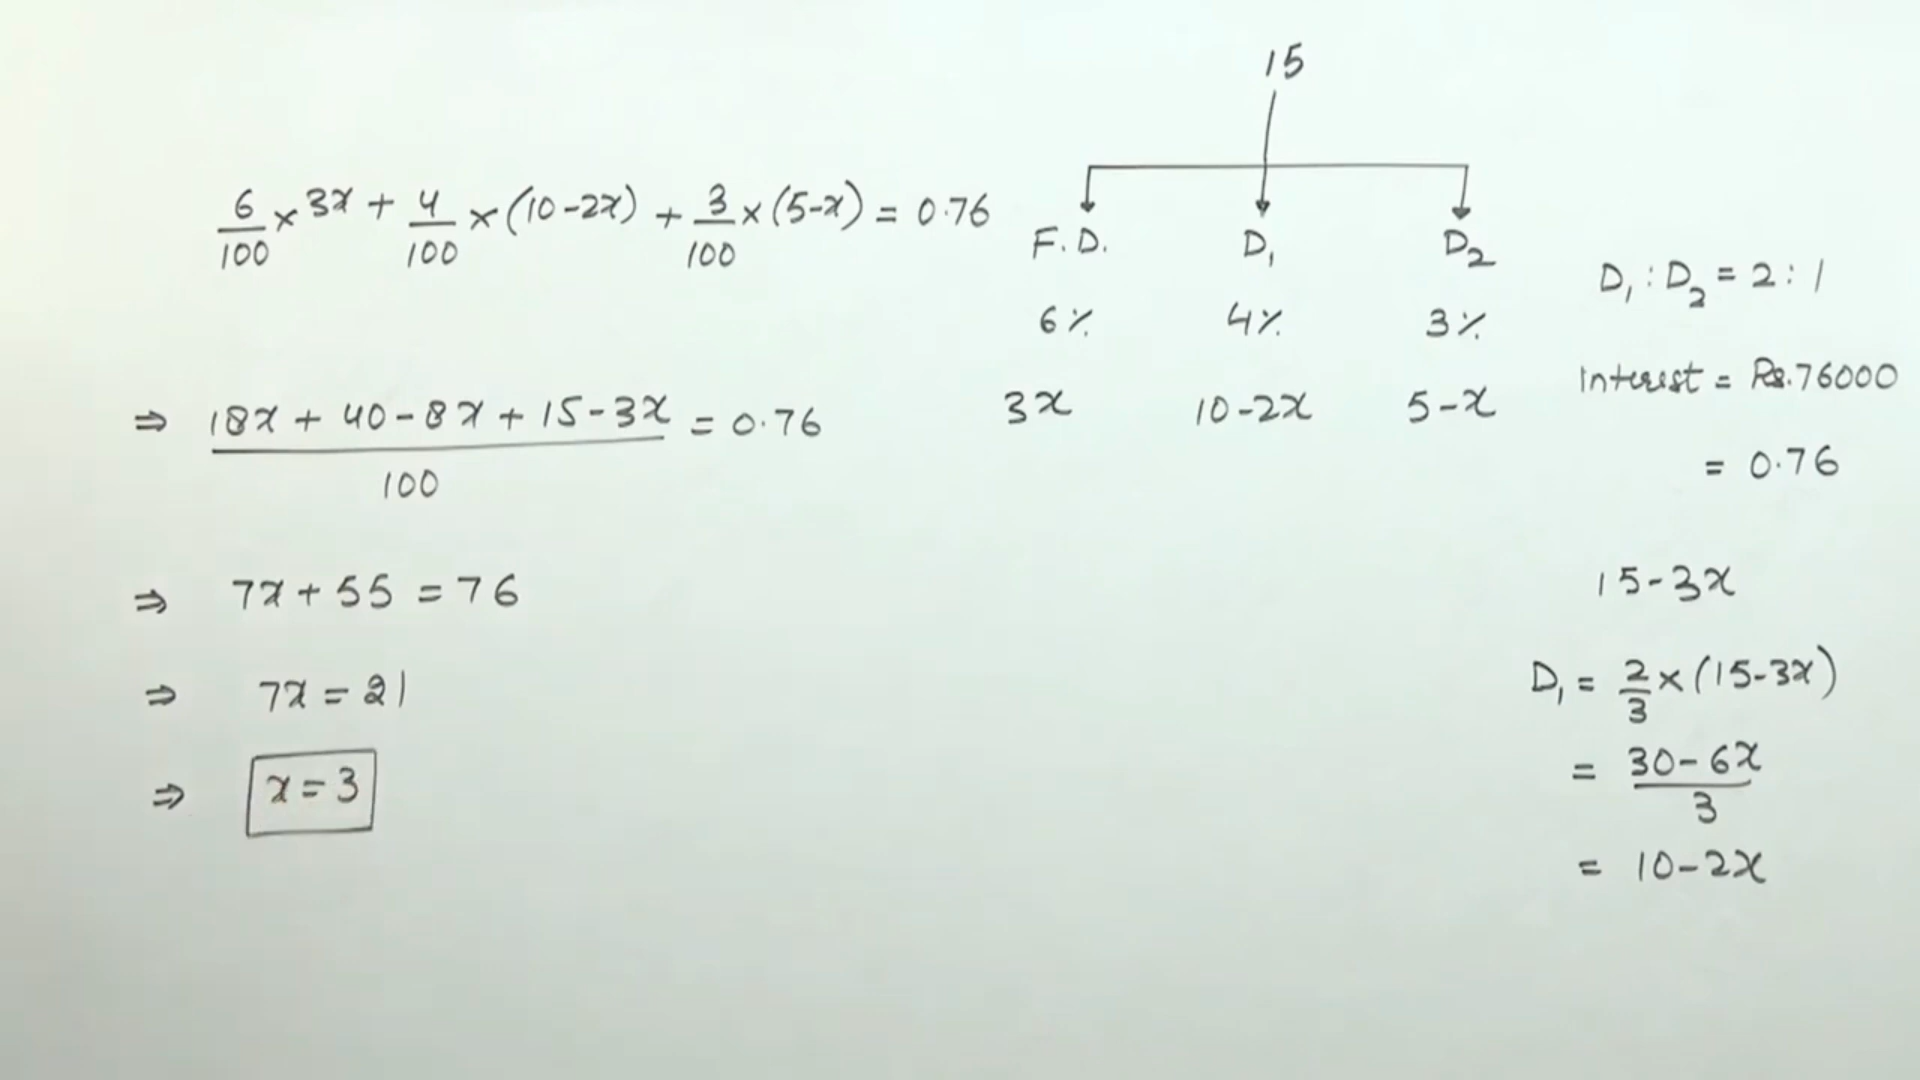 6/100 × 3x + 4/100 × (10-2x) + 3/100 × (5-x) = 0.76
⇒ (18x + 40 - 8x + 15 - 3x)/100 = 0.76
⇒ 7x + 55 = 76
⇒ 7x = 21
⇒ x = 3
15
F.D. D₁ D₂
6% 4% 3%
3x 10-2x 5-x
D₁ : D₂ = 2 : 1
Interest = Rs. 76000
= 0.76
15-3x
D₁ = 2/3 × (15-3x)
= (30-6x)/3
= 10-2x